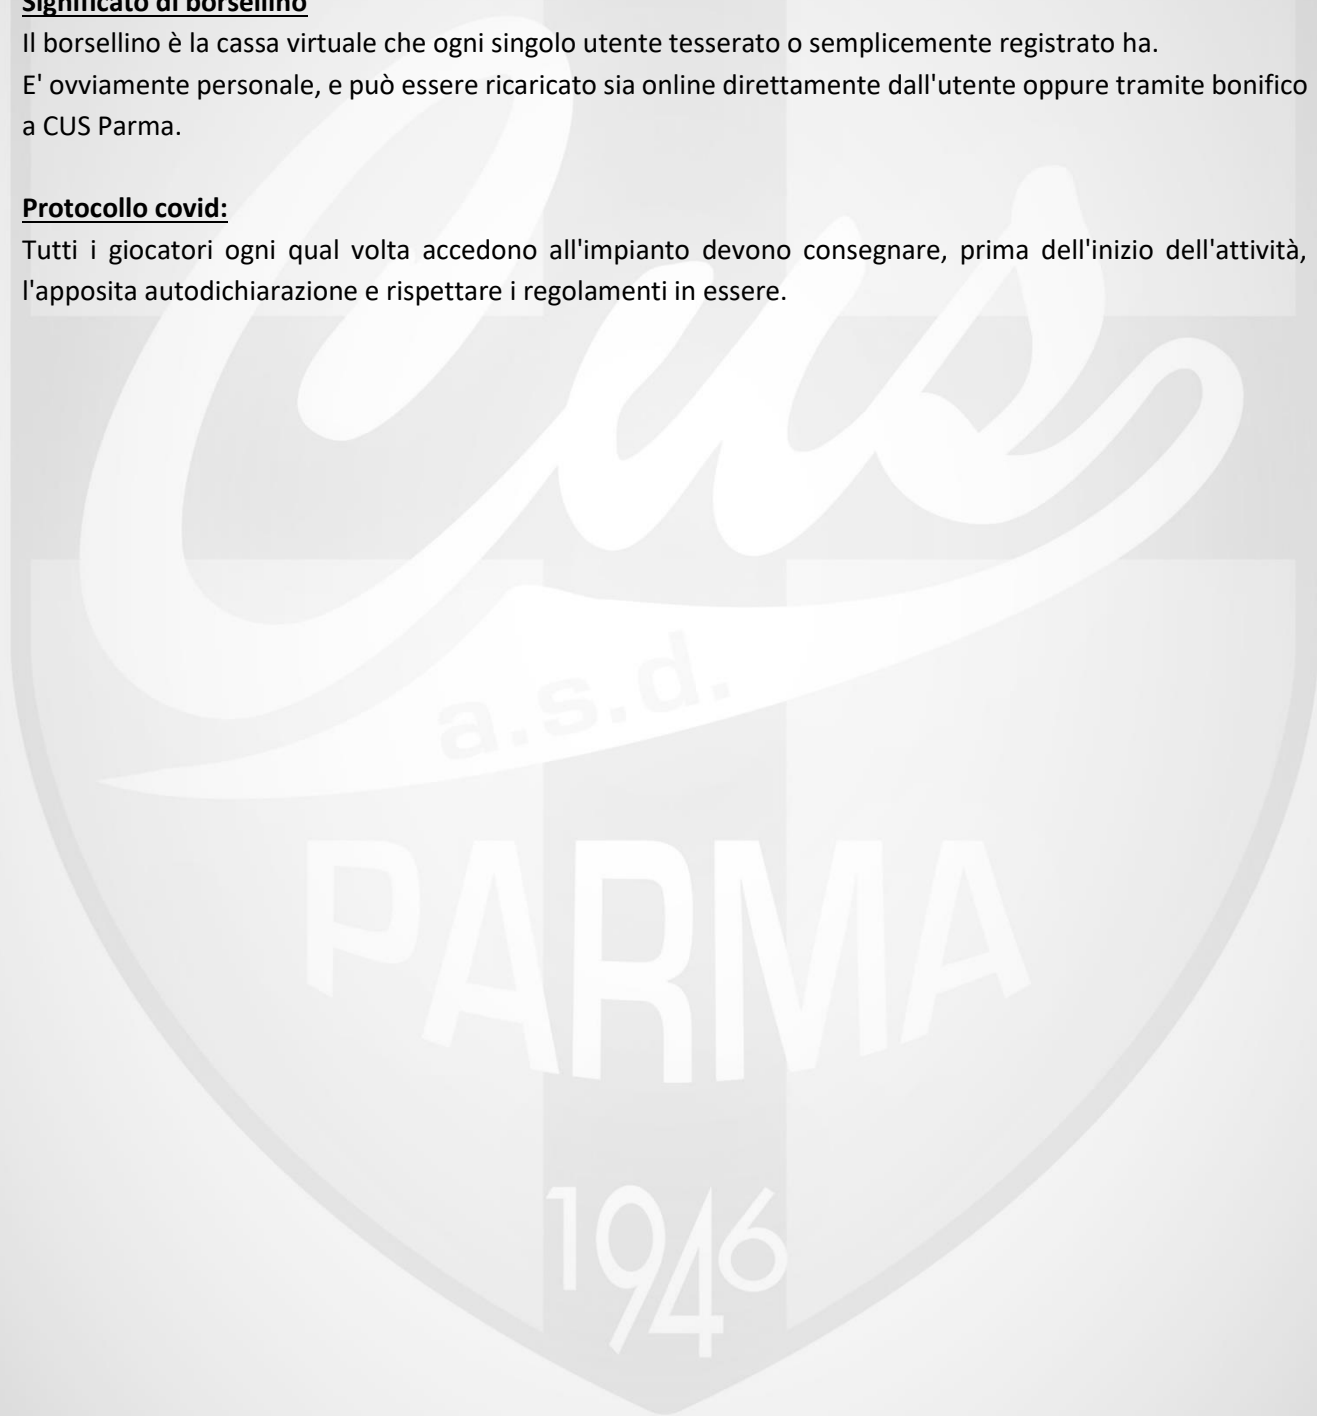 Significato di borsellino
Il borsellino è la cassa virtuale che ogni singolo utente tesserato o semplicemente registrato ha.
E' ovviamente personale, e può essere ricaricato sia online direttamente dall'utente oppure tramite bonifico
a CUS Parma.
Protocollo covid:
Tutti i giocatori ogni qual volta accedono all'impianto devono consegnare, prima dell'inizio dell'attività,
l'apposita autodichiarazione e rispettare i regolamenti in essere.
Cus
a.s.d.
PARMA
1946